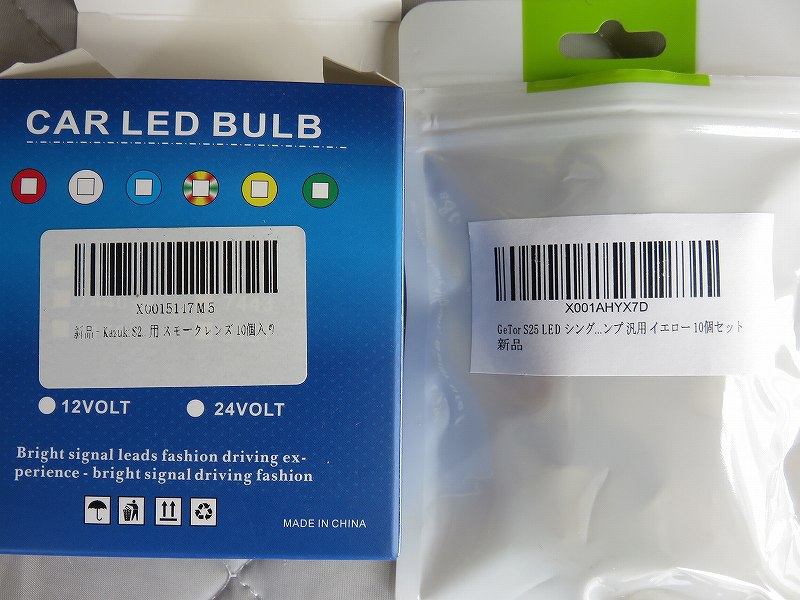 CAR LED BULB
X0015117M5
新品 - Kazuk. S2. 用 スモークレンズ 10個入り
12VOLT
24VOLT
Bright signal leads fashion driving ex-
perience - bright signal driving fashion
MADE IN CHINA
X001AHYX7D
GeTor S25 LED シング...ンプ 汎用 イエロー 10個セット
新品